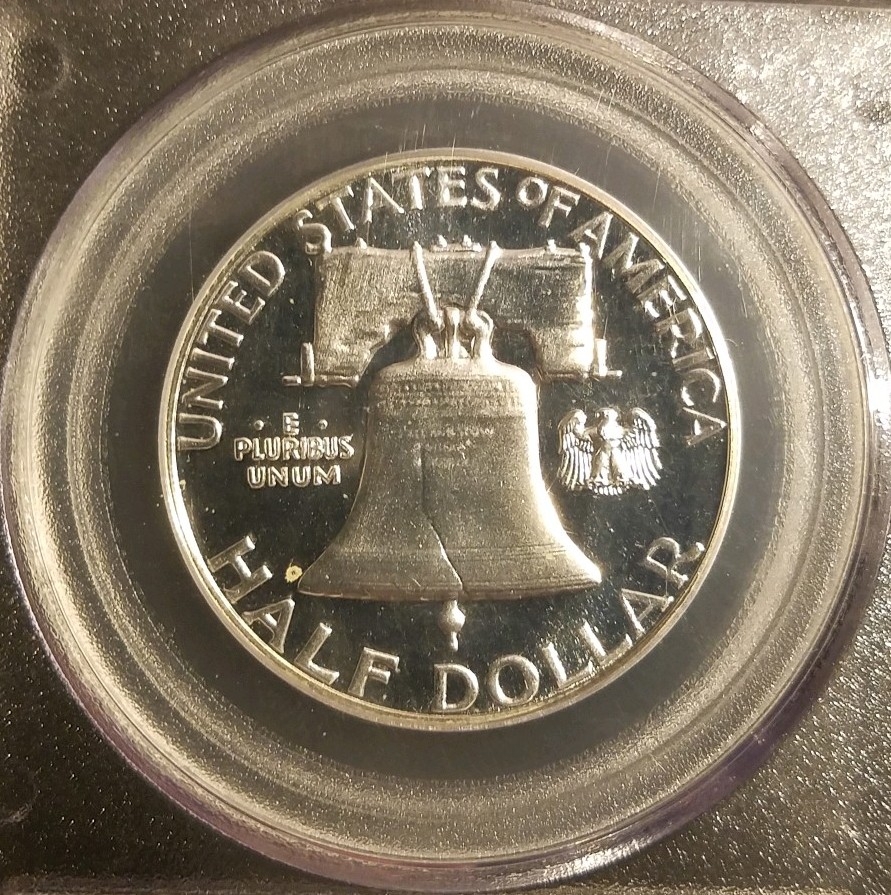 UNITED STATES OF AMERICA
· E ·
PLURIBUS
UNUM
HALF DOLLAR